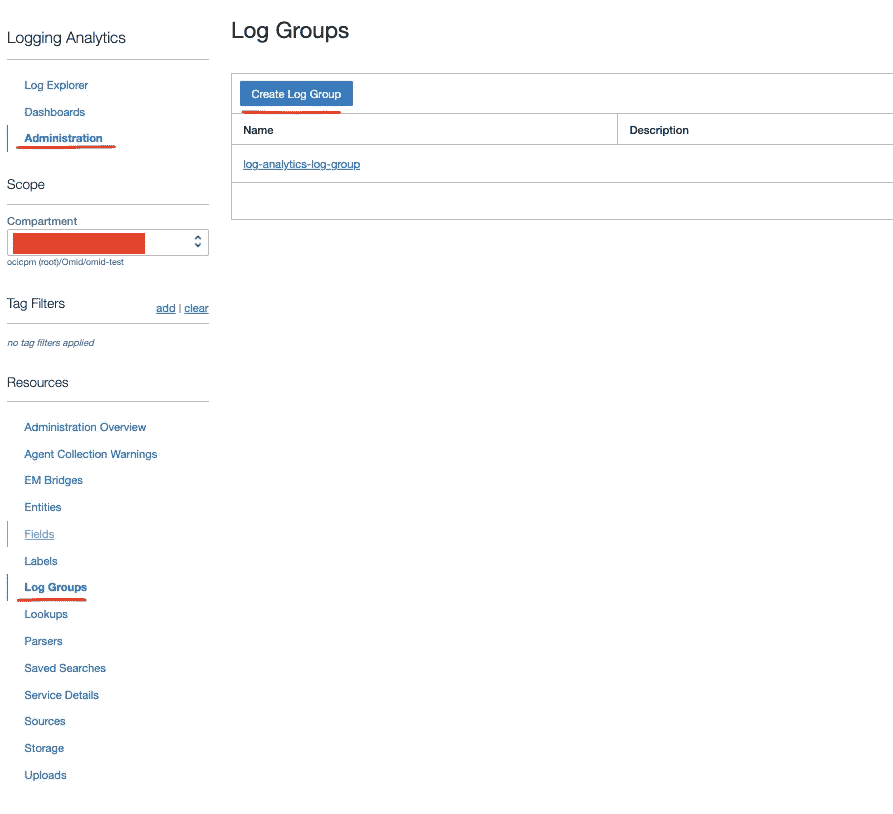 Logging Analytics
Log Explorer
Dashboards
Administration
Scope
Compartment
ocicpm (root)/Omid/omid-test
Tag Filters
add | clear
no tag filters applied
Resources
Administration Overview
Agent Collection Warnings
EM Bridges
Entities
Fields
Labels
Log Groups
Lookups
Parsers
Saved Searches
Service Details
Sources
Storage
Uploads
Log Groups
Create Log Group
Name Description
log-analytics-log-group